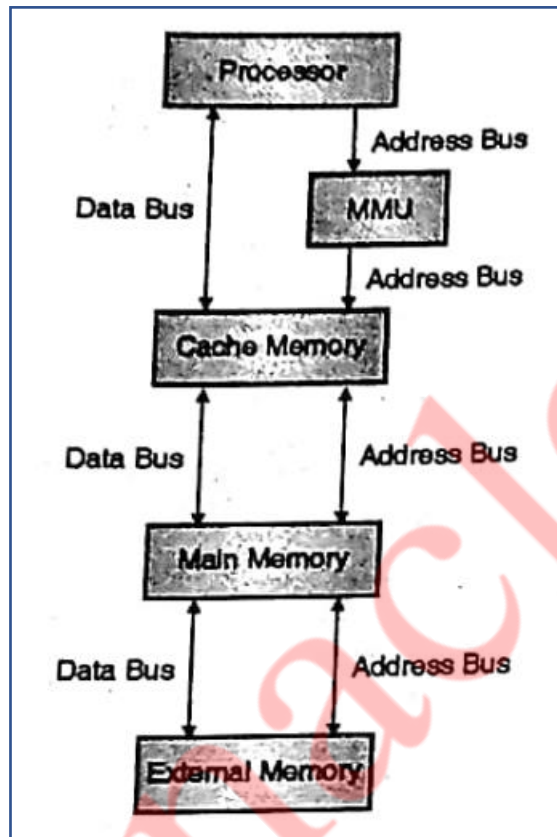 Processor
Address Bus
Data Bus
MMU
Address Bus
Cache Memory
Data Bus
Address Bus
Main Memory
Data Bus
Address Bus
External Memory